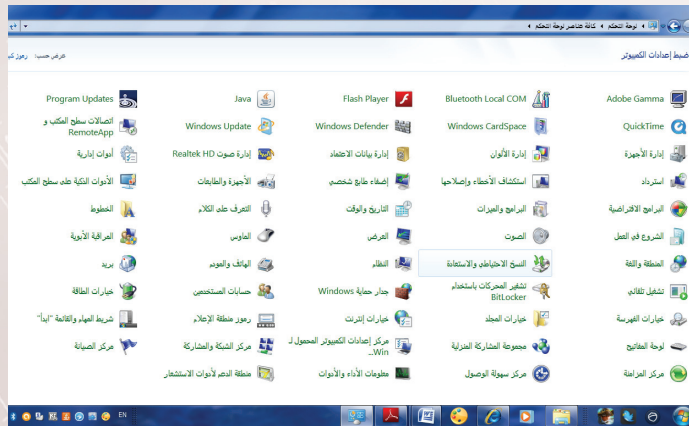 لوحة التحكم ‹ كافة عناصر لوحة التحكم ‹
ضبط إعدادات الكمبيوتر
عرض حسب: رموز
Adobe Gamma
Bluetooth Local COM
Flash Player
Java
Program Updates
QuickTime
Windows CardSpace
Windows Defender
Windows Update
اتصالات سطح المكتب و
RemoteApp
إدارة الأجهزة
إدارة الألوان
إدارة بيانات الاعتماد
إدارة صوت Realtek HD
أدوات إدارية
استرداد
استكشاف الأخطاء وإصلاحها
إضفاء طابع شخصي
الأجهزة والطابعات
الأدوات الذكية على سطح المكتب
البرامج الافتراضية
البرامج والميزات
التاريخ والوقت
التعرف على الكلام
الخطوط
الشروع في العمل
الصوت
العرض
الماوس
المراقبة الأبوية
المنطقة واللغة
النسخ الاحتياطي والاستعادة
النظام
الهاتف والمودم
بريد
تشغيل تلقائي
تشفير المحركات باستخدام
BitLocker
جدار حماية Windows
حسابات المستخدمين
خيارات الطاقة
خيارات الفهرسة
خيارات المجلد
خيارات إنترنت
رموز منطقة الإعلام
شريط المهام والقائمة "ابدأ"
لوحة المفاتيح
مجموعة المشاركة المنزلية
مركز إعدادات الكمبيوتر المحمول لـ
Win...
مركز الشبكة والمشاركة
مركز الصيانة
مركز المزامنة
مركز سهولة الوصول
معلومات الأداء والأدوات
منطقة الدعم لأدوات الاستشعار
EN